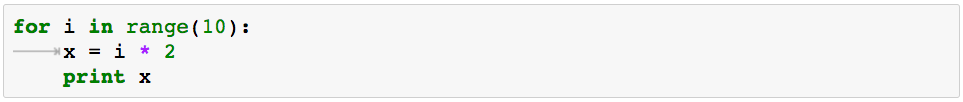 for i in range(10):
    x = i * 2
    print x